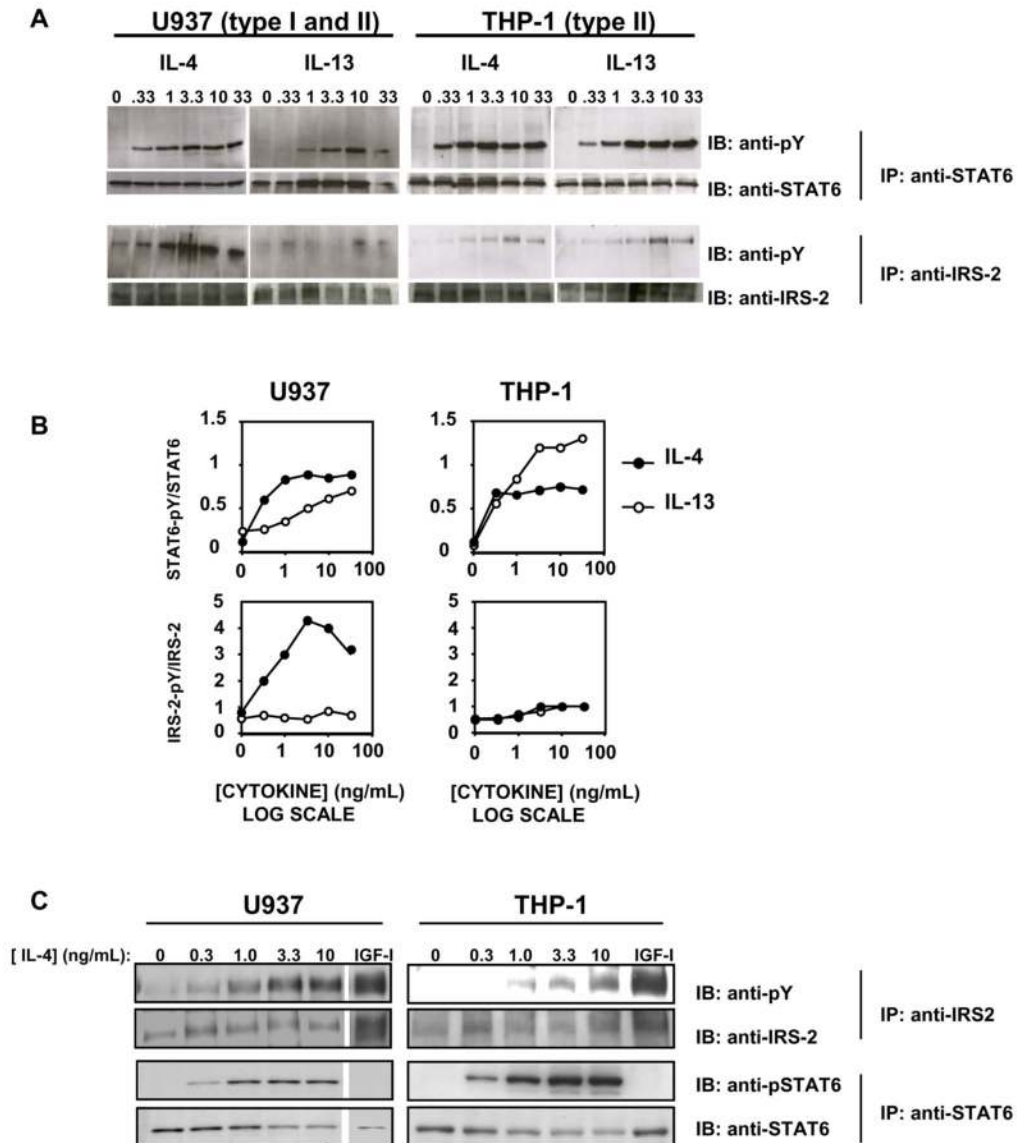 A
U937 (type I and II) THP-1 (type II)
IL-4 IL-13 IL-4 IL-13
0 .33 1 3.3 10 33 0 .33 1 3.3 10 33 0 .33 1 3.3 10 33 0 .33 1 3.3 10 33
IB: anti-pY
IP: anti-STAT6
IB: anti-STAT6
IB: anti-pY
IP: anti-IRS-2
IB: anti-IRS-2
B
U937 THP-1
STAT6-pY/STAT6
1.5 1.5
1 1
0.5 0.5
0 0
0 1 10 100 0 1 10 100
IL-4
IL-13
IRS-2-pY/IRS-2
5 5
4 4
3 3
2 2
1 1
0 0
0 1 10 100 0 1 10 100
[CYTOKINE] (ng/mL) [CYTOKINE] (ng/mL)
LOG SCALE LOG SCALE
C
U937 THP-1
[ IL-4] (ng/mL): 0 0.3 1.0 3.3 10 IGF-I 0 0.3 1.0 3.3 10 IGF-I
IB: anti-pY
IP: anti-IRS2
IB: anti-IRS-2
IB: anti-pSTAT6
IP: anti-STAT6
IB: anti-STAT6